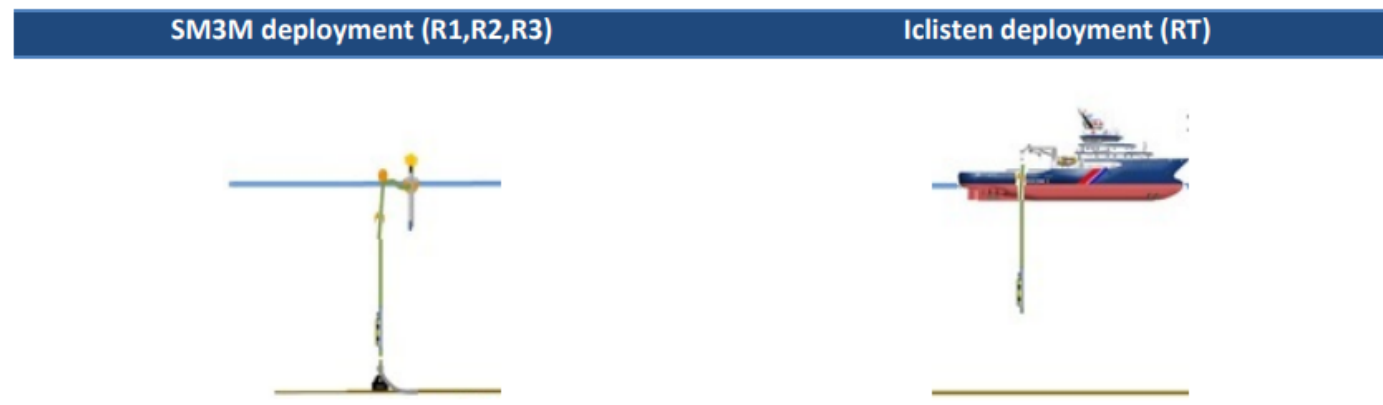 SM3M deployment (R1,R2,R3)
Iclisten deployment (RT)